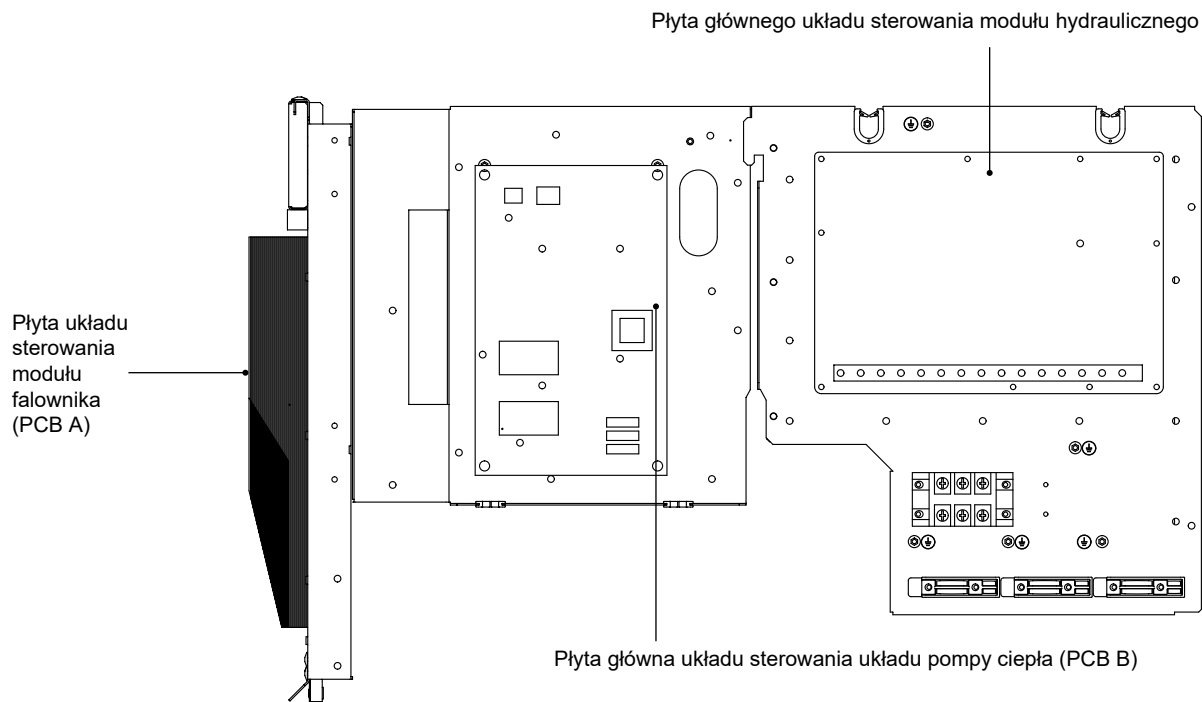 Płyta głównego układu sterowania modułu hydraulicznego
Płyta układu
sterowania
modułu
falownika
(PCB A)
Płyta główna układu sterowania układu pompy ciepła (PCB B)